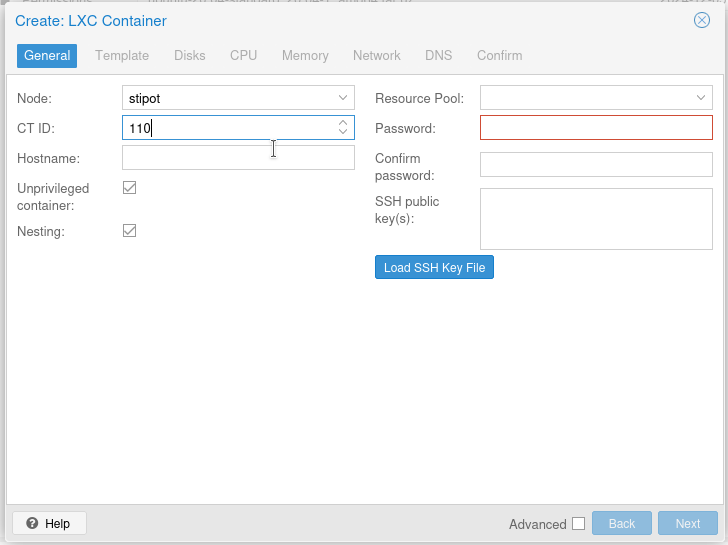 Create: LXC Container
General Template Disks CPU Memory Network DNS Confirm
Node: stipot
Resource Pool:
CT ID: 110
Password:
Hostname:
Confirm
password:
Unprivileged
container:
SSH public
key(s):
Nesting:
Load SSH Key File
Help Advanced Back Next